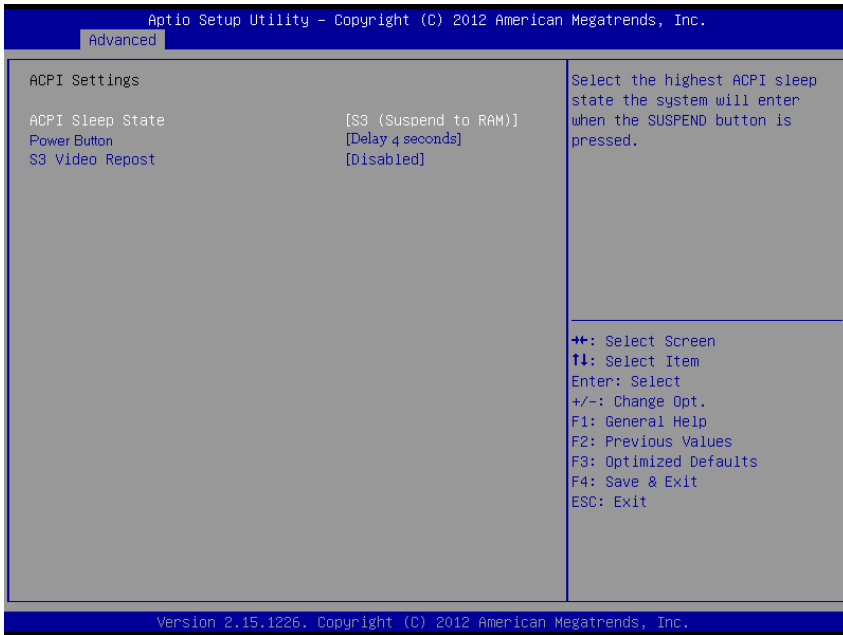 Aptio Setup Utility – Copyright (C) 2012 American Megatrends, Inc.
Advanced
ACPI Settings
ACPI Sleep State [S3 (Suspend to RAM)]
Power Button [Delay 4 seconds]
S3 Video Repost [Disabled]
Select the highest ACPI sleep
state the system will enter
when the SUSPEND button is
pressed.
→←: Select Screen
↑↓: Select Item
Enter: Select
+/-: Change Opt.
F1: General Help
F2: Previous Values
F3: Optimized Defaults
F4: Save & Exit
ESC: Exit
Version 2.15.1226. Copyright (C) 2012 American Megatrends, Inc.